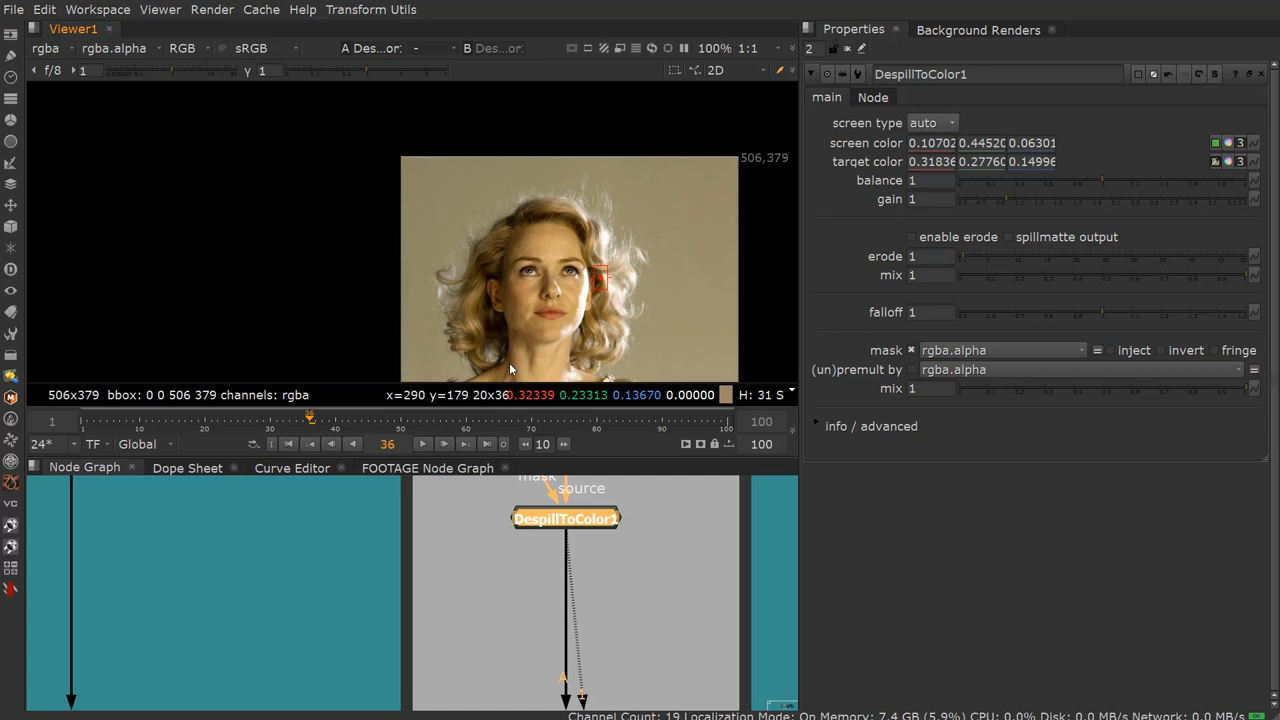 File Edit Workspace Viewer Render Cache Help Transform Utils
Viewer1
rgba rgba.alpha RGB IP sRGB A Des...or: - B Des...or: 100% 1:1
f/8 1 γ 1 2D
506,379
506x379 bbox: 0 0 506 379 channels: rgba x=290 y=179 20x36 0.32339 0.23313 0.13670 0.00000 H: 31 S
1 36 100
1 10 20 30 40 50 60 70 80 90 100
24* TF Global 36 10 100
Node Graph Dope Sheet Curve Editor FOOTAGE Node Graph
mask source
DespillToColor1
A
1
VC
Properties Background Renders
2
DespillToColor1
S ?
main Node
screen type auto
screen color 0.10702 0.44520 0.06301 3
target color 0.31836 0.27760 0.14996 3
balance 1
gain 1
enable erode spillmatte output
erode 1
mix 1
falloff 1
mask rgba.alpha = inject invert fringe
(un)premult by rgba.alpha =
mix 1
info / advanced
Channel Count: 19 Localization Mode: On Memory: 7.4 GB (5.9%) CPU: 0.0% Disk: 0.0 MB/s Network: 0.0 MB/s